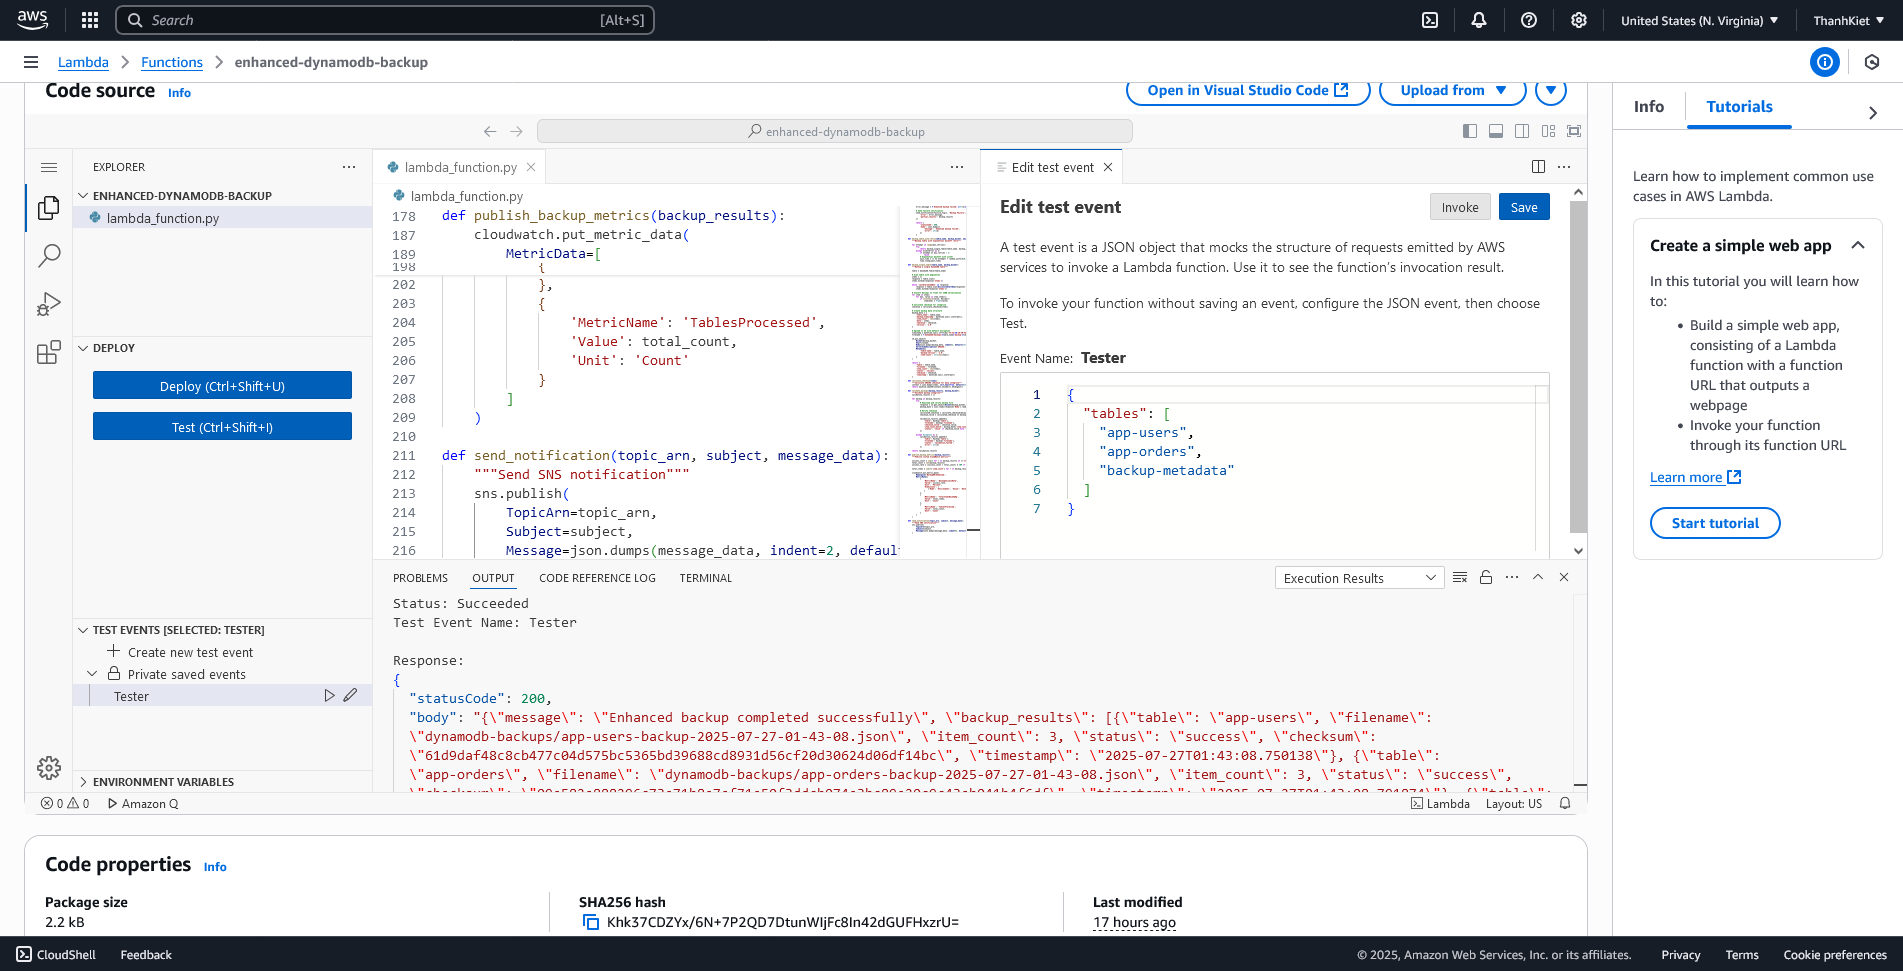 aws
Search [Alt+S]
United States (N. Virginia)
ThanhKiet
Lambda
Functions
enhanced-dynamodb-backup
Code source Info
Open in Visual Studio Code
Upload from
enhanced-dynamodb-backup
EXPLORER
ENHANCED-DYNAMODB-BACKUP
lambda_function.py
DEPLOY
Deploy (Ctrl+Shift+U)
Test (Ctrl+Shift+I)
TEST EVENTS [SELECTED: TESTER]
Create new test event
Private saved events
Tester
ENVIRONMENT VARIABLES
lambda_function.py
lambda_function.py
178 def publish_backup_metrics(backup_results):
187 cloudwatch.put_metric_data(
189 MetricData=[
198 {
202 },
203 {
204 'MetricName': 'TablesProcessed',
205 'Value': total_count,
206 'Unit': 'Count'
207 }
208 ]
209 )
210
211 def send_notification(topic_arn, subject, message_data):
212 """Send SNS notification"""
213 sns.publish(
214 TopicArn=topic_arn,
215 Subject=subject,
216 Message=json.dumps(message_data, indent=2, default
Edit test event
Edit test event
Invoke
Save
A test event is a JSON object that mocks the structure of requests emitted by AWS
services to invoke a Lambda function. Use it to see the function's invocation result.
To invoke your function without saving an event, configure the JSON event, then choose
Test.
Event Name: Tester
1 {
2 "tables": [
3 "app-users",
4 "app-orders",
5 "backup-metadata"
6 ]
7 }
PROBLEMS
OUTPUT
CODE REFERENCE LOG
TERMINAL
Execution Results
Status: Succeeded
Test Event Name: Tester
Response:
{
"statusCode": 200,
"body": "{\"message\": \"Enhanced backup completed successfully\", \"backup_results\": [{\"table\": \"app-users\", \"filename\":
\"dynamodb-backups/app-users-backup-2025-07-27-01-43-08.json\", \"item_count\": 3, \"status\": \"success\", \"checksum\":
\"61d9daf48c8cb477c04d575bc5365bd39688cd8931d56cf20d30624d06df14bc\", \"timestamp\": \"2025-07-27T01:43:08.750138\"}, {\"table\":
\"app-orders\", \"filename\": \"dynamodb-backups/app-orders-backup-2025-07-27-01-43-08.json\", \"item_count\": 3, \"status\": \"success\",
0 0
Amazon Q
Lambda
Layout: US
Info
Tutorials
Learn how to implement common use
cases in AWS Lambda.
Create a simple web app
In this tutorial you will learn how
to:
• Build a simple web app,
consisting of a Lambda
function with a function
URL that outputs a
webpage
• Invoke your function
through its function URL
Learn more
Start tutorial
Code properties Info
Package size
2.2 kB
SHA256 hash
Khk37CDZYx/6N+7P2QD7DtunWIjFc8In42dGUFHxzrU=
Last modified
17 hours ago
CloudShell
Feedback
© 2025, Amazon Web Services, Inc. or its affiliates.
Privacy
Terms
Cookie preferences